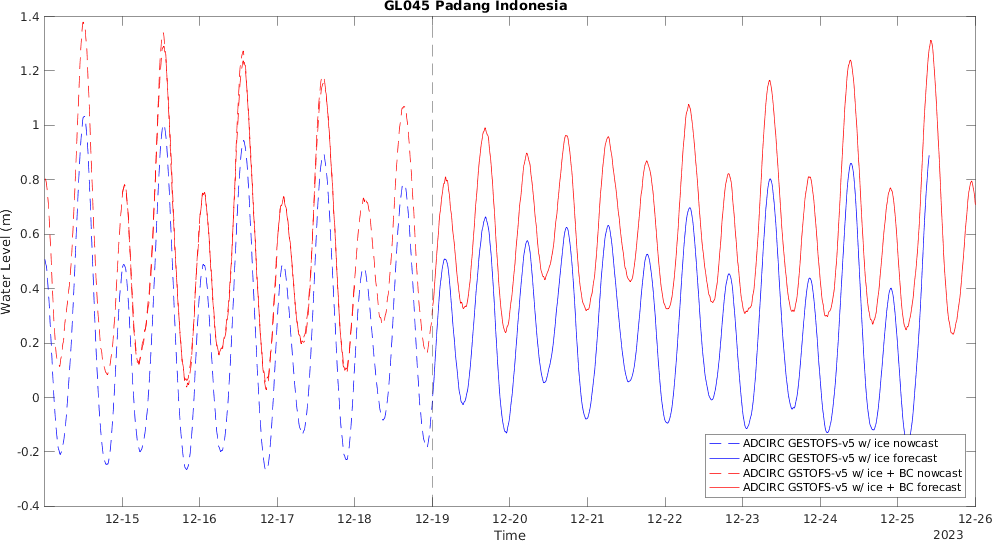 GL045 Padang Indonesia
1.4
1.2
1
0.8
0.6
0.4
0.2
0
-0.2
-0.4
Water Level (m)
ADCIRC GESTOFS-v5 w/ ice nowcast
ADCIRC GESTOFS-v5 w/ ice forecast
ADCIRC GSTOFS-v5 w/ ice + BC nowcast
ADCIRC GSTOFS-v5 w/ ice + BC forecast
12-15 12-16 12-17 12-18 12-19 12-20 12-21 12-22 12-23 12-24 12-25 12-26
Time
2023